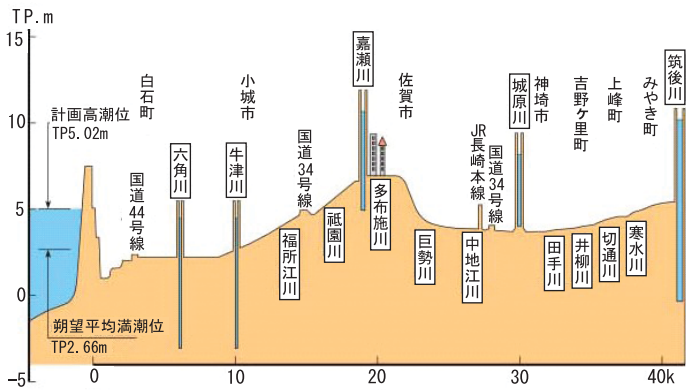 TP.m
15
10
5
0
-5
0
10
20
30
40k
計画高潮位
TP5.02m
朔望平均満潮位
TP2.66m
白石町
小城市
佐賀市
神埼市
吉野ヶ里町
上峰町
みやき町
国道44号線
六角川
牛津川
国道34号線
福所江川
祗園川
嘉瀬川
多布施川
巨勢川
JR長崎本線
中地江川
国道34号線
城原川
田手川
井柳川
切通川
寒水川
筑後川